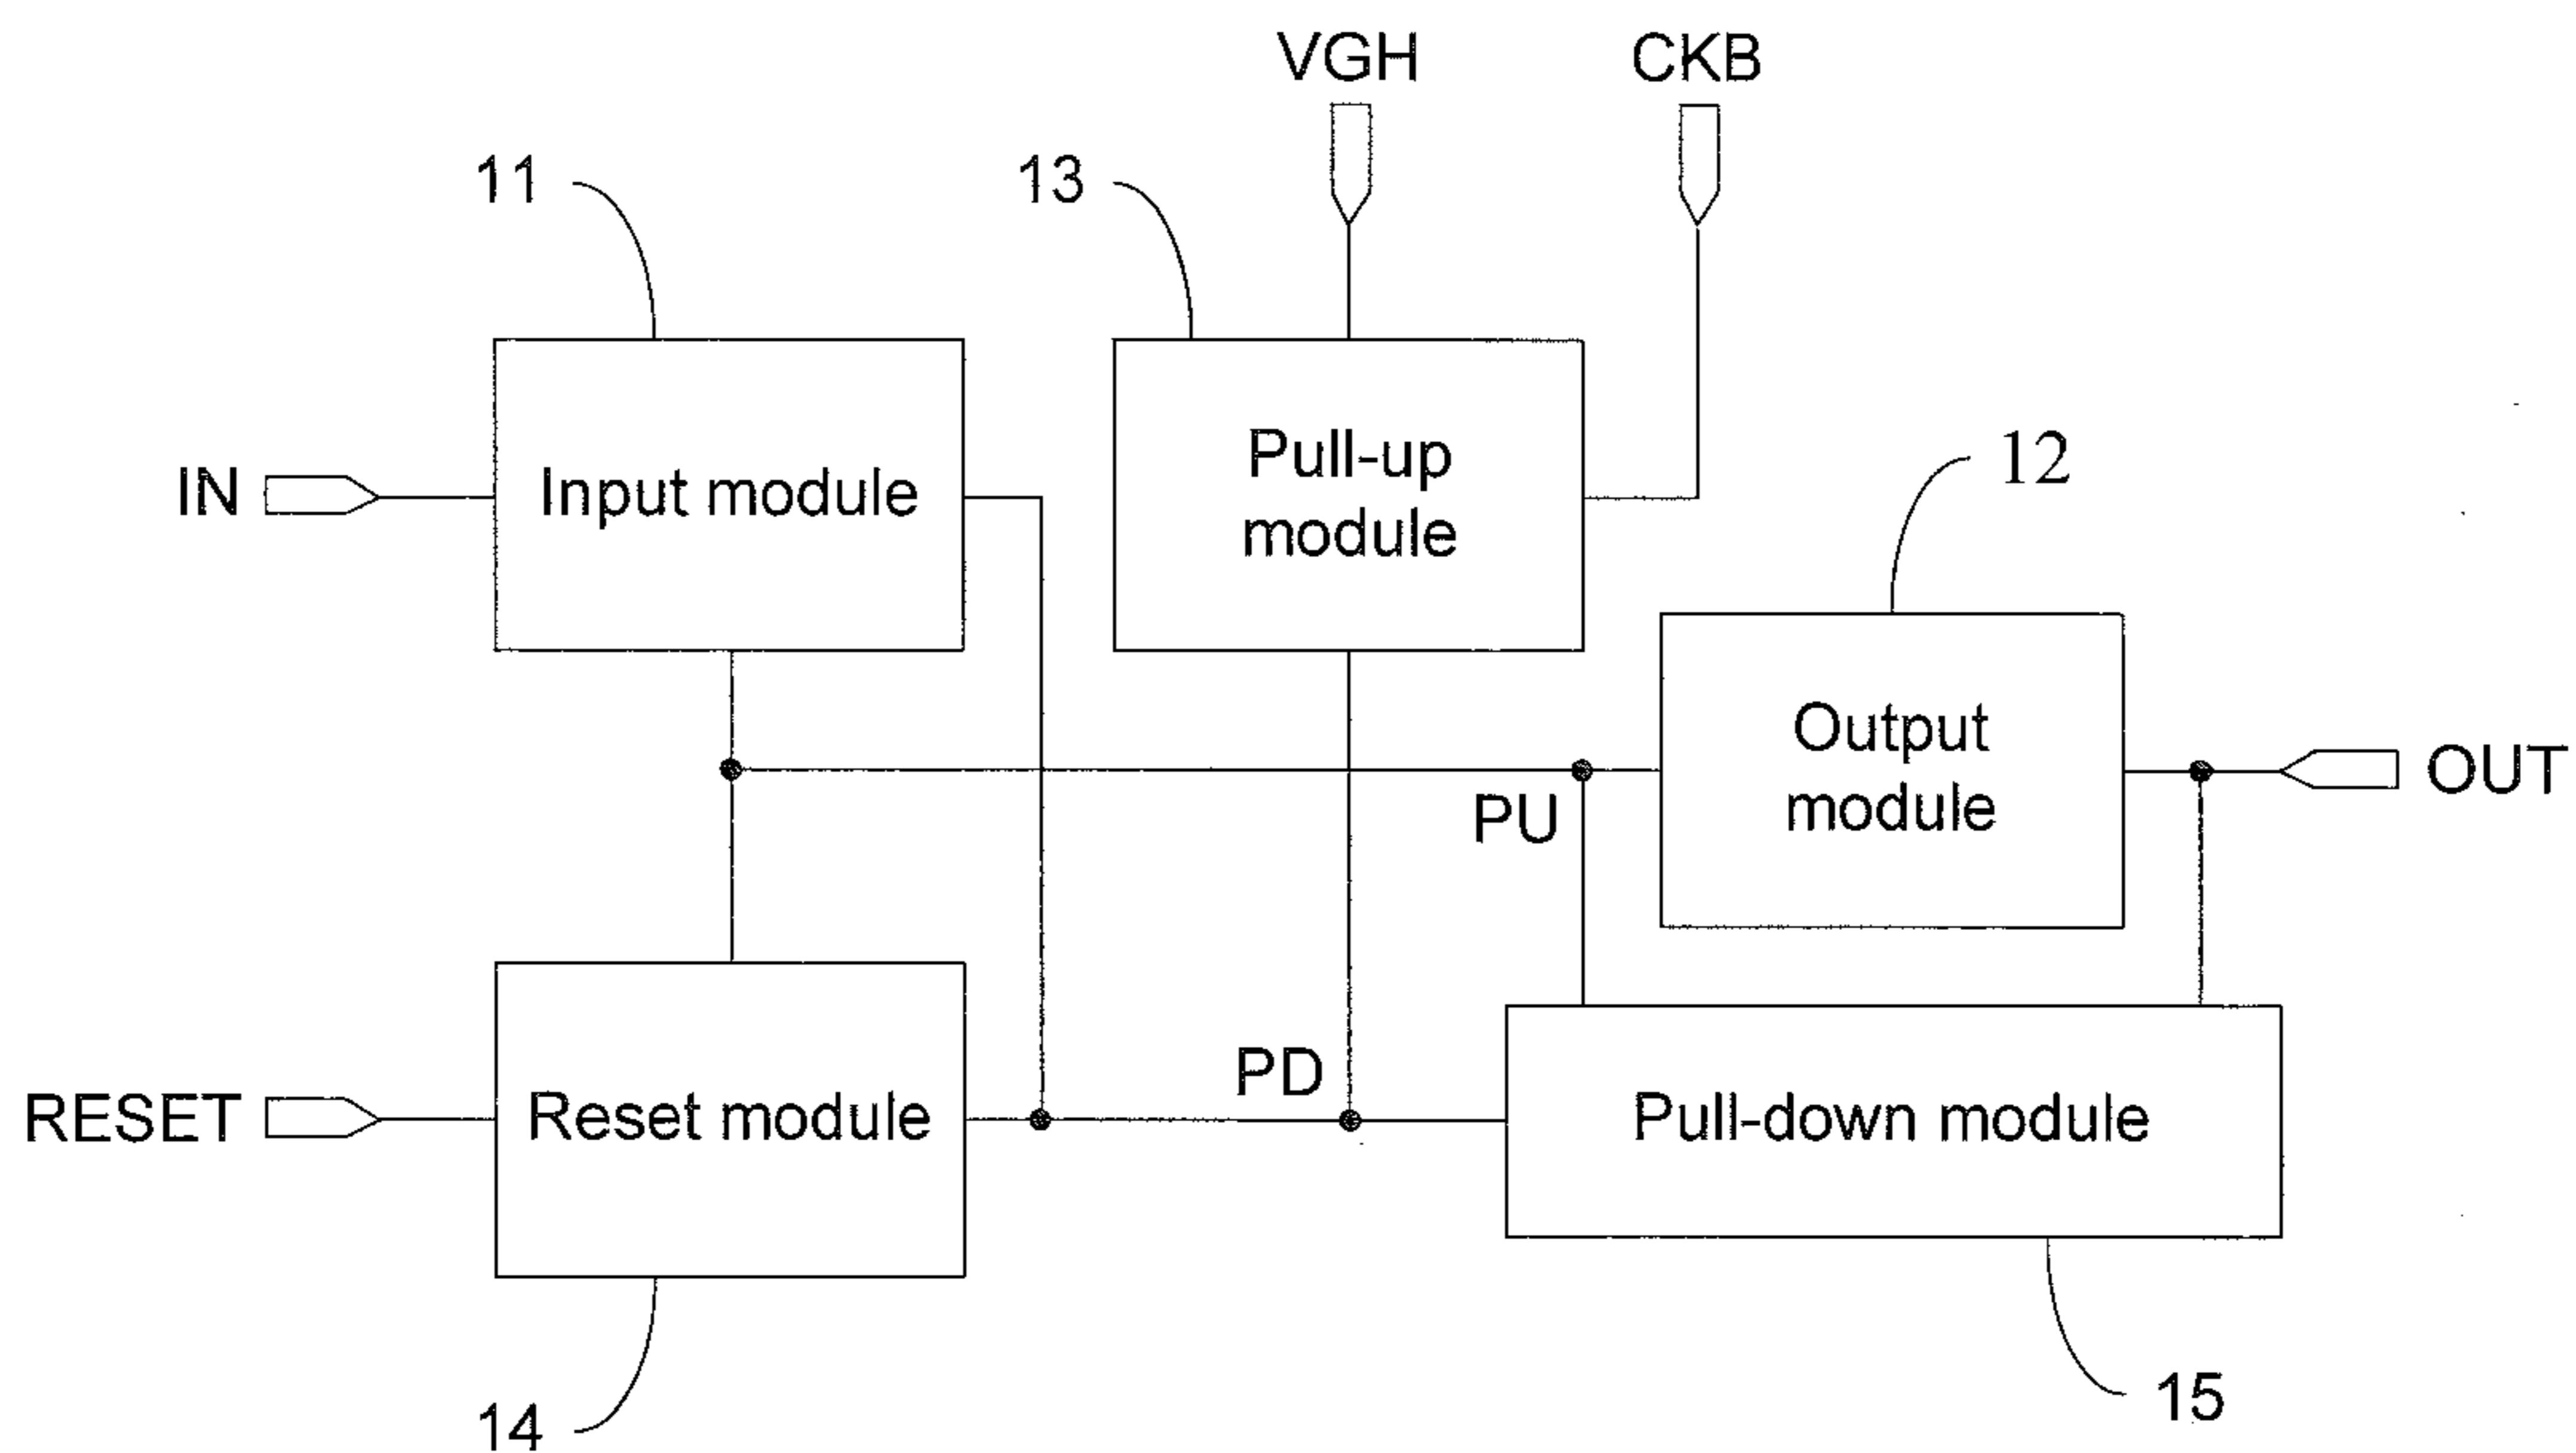 VGH
CKB
11
13
IN
Input module
Pull-up
module
12
Output
module
OUT
PU
PD
RESET
Reset module
Pull-down module
14
15